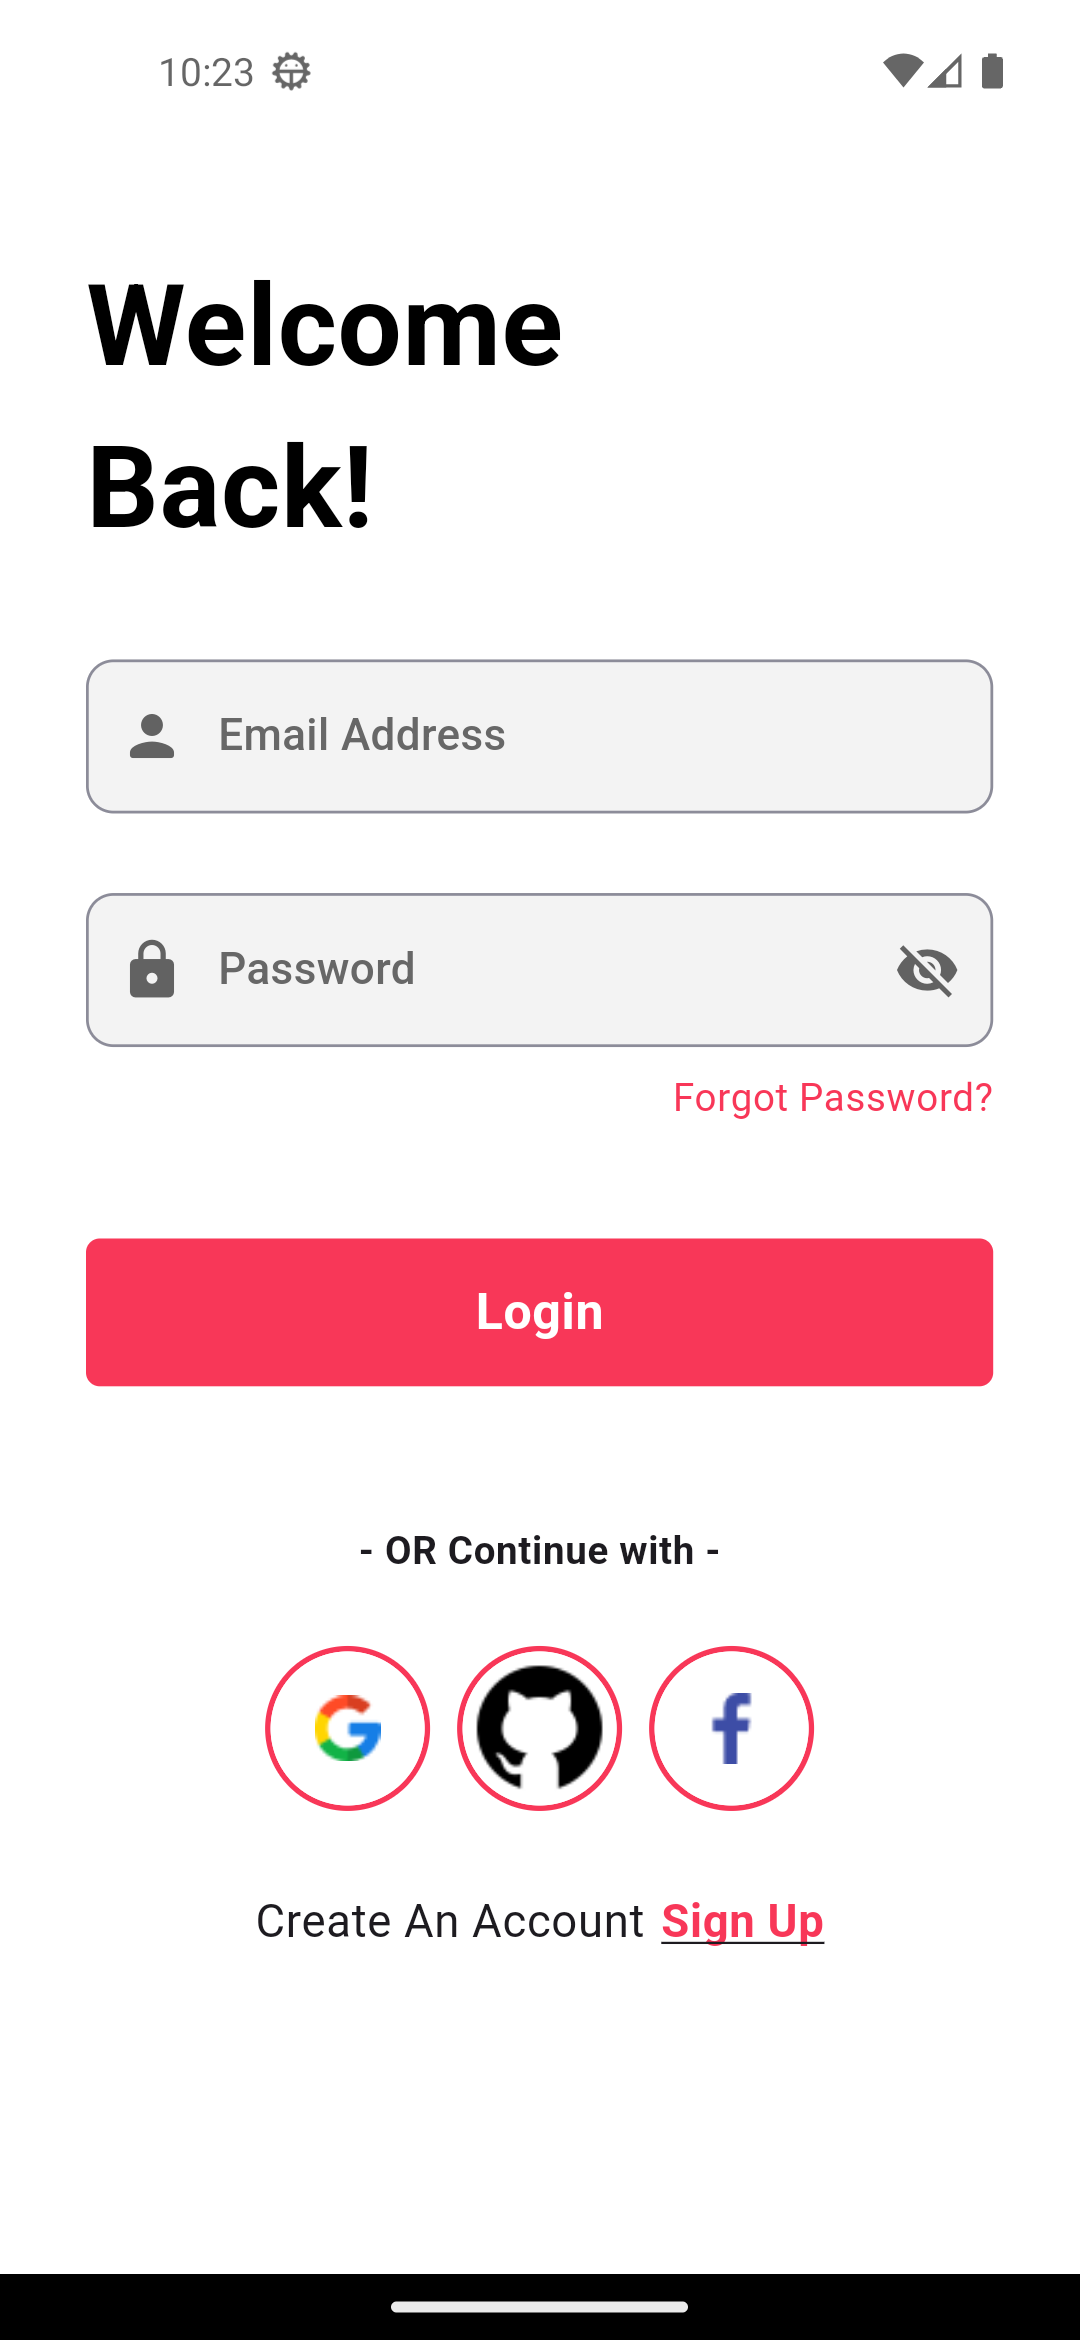 10:23
Welcome
Back!
Email Address
Password
Forgot Password?
Login
- OR Continue with -
Create An Account Sign Up